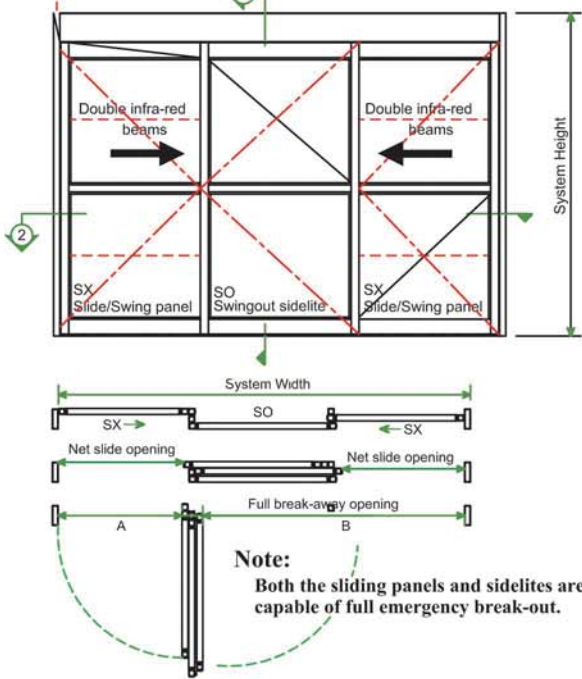 Double infra-red
beams
Double infra-red
beams
System Height
2
SX
Slide/Swing panel
SO
Swingout sidelite
SX
Slide/Swing panel
System Width
SX
SO
SX
Net slide opening
Net slide opening
Full break-away opening
A
B
Note:
Both the sliding panels and sidelites are
capable of full emergency break-out.